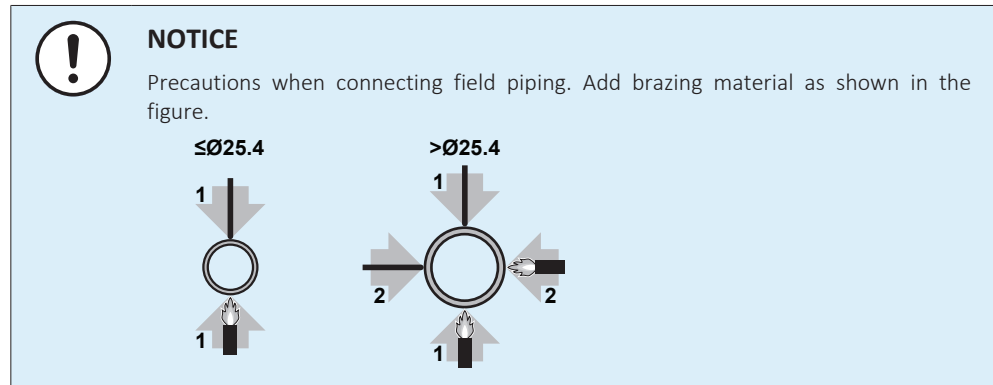 NOTICE
Precautions when connecting field piping. Add brazing material as shown in the
figure.
≤Ø25.4
>Ø25.4
1
1
1
2
2
1